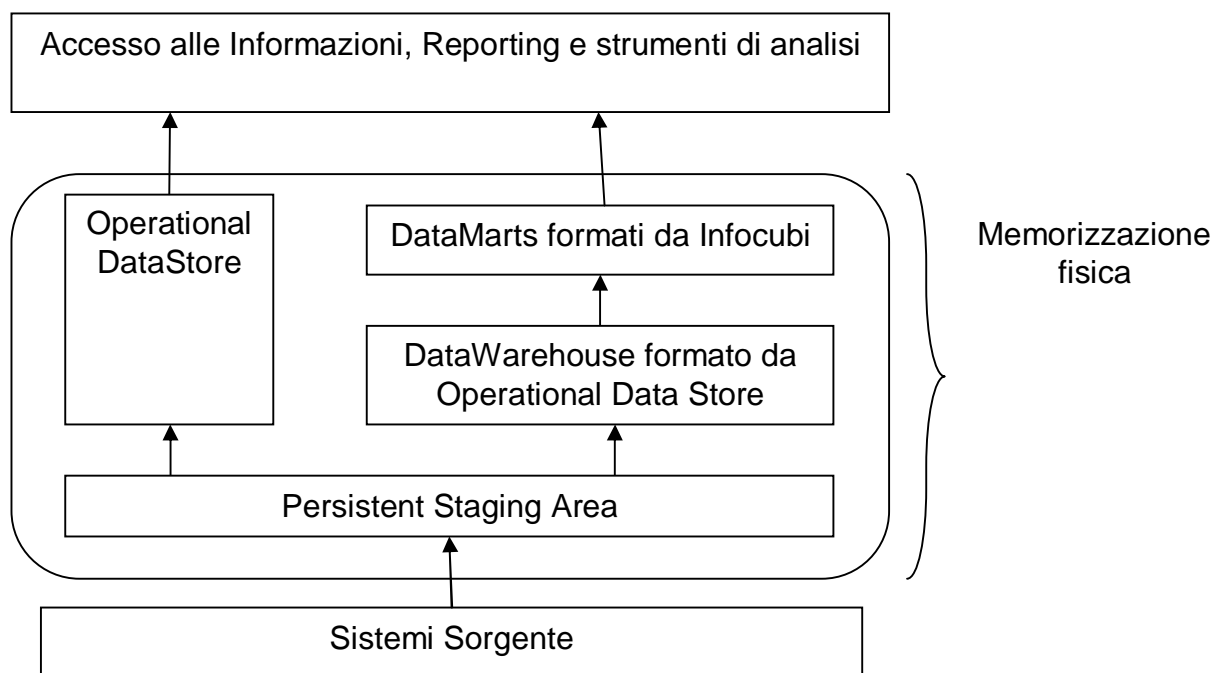 Accesso alle Informazioni, Reporting e strumenti di analisi
Operational
DataStore
DataMarts formati da Infocubi
Memorizzazione
fisica
DataWarehouse formato da
Operational Data Store
Persistent Staging Area
Sistemi Sorgente